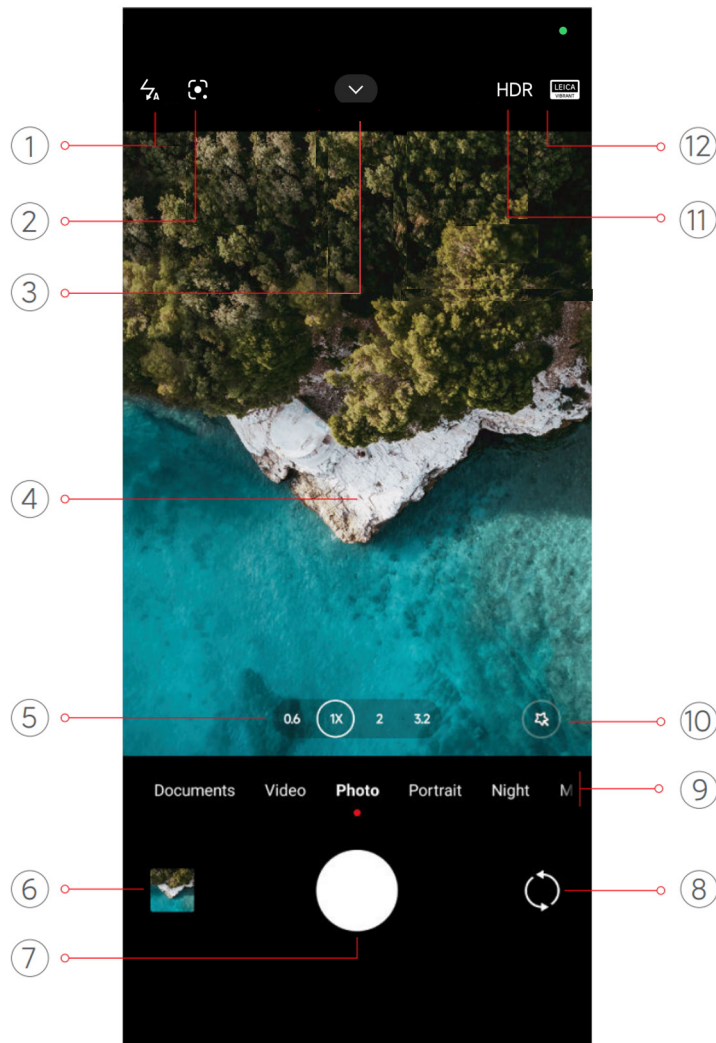 A
HDR
LEICA
VIBRANT
①
⑫
②
⑪
③
④
⑤
0.6 1X 2 3.2
⑩
Documents Video Photo Portrait Night M
⑨
⑥
⑧
⑦